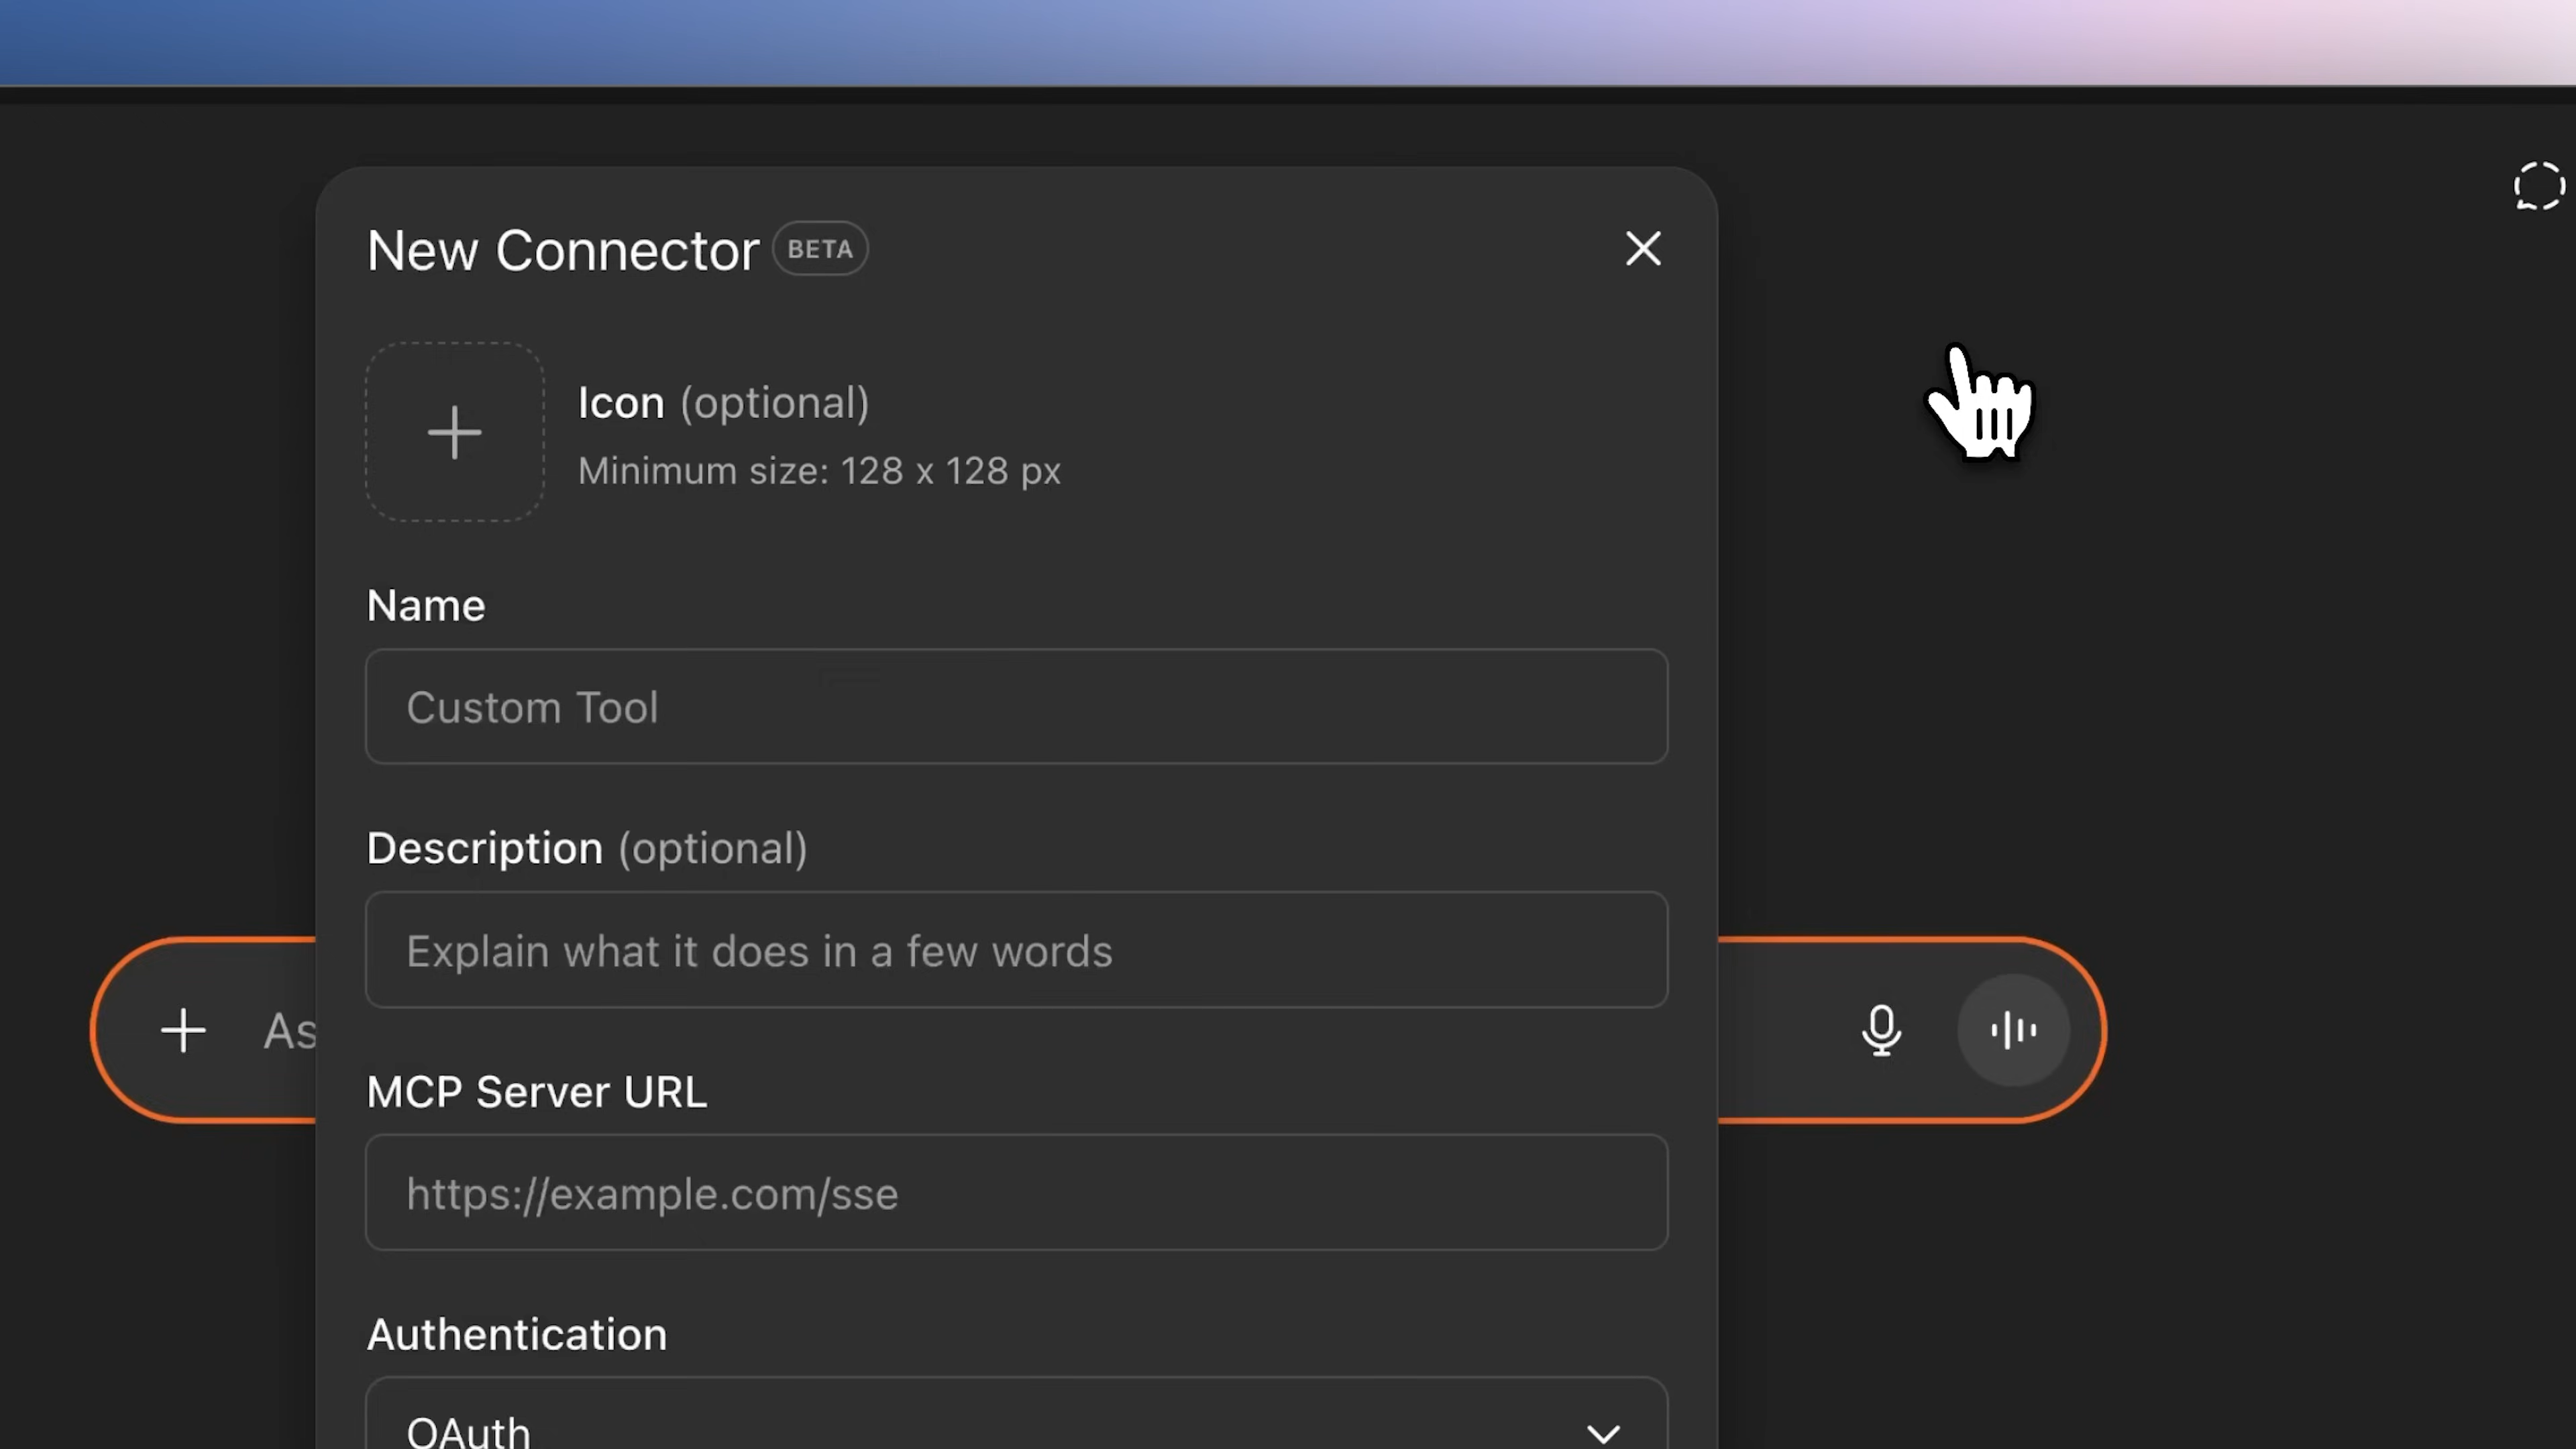 New Connector BETA
Icon (optional)
Minimum size: 128 x 128 px
Name
Custom Tool
Description (optional)
Explain what it does in a few words
As
MCP Server URL
https://example.com/sse
Authentication
OAuth